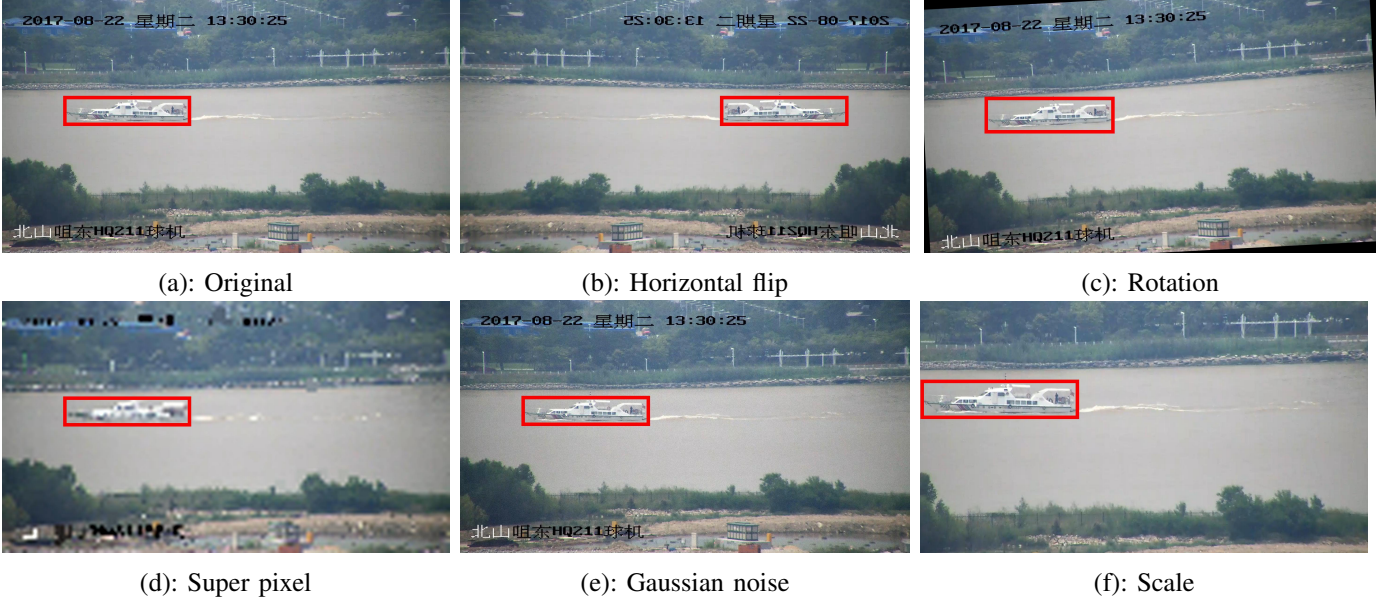 2017-08-22 星期二 13:30:25
北山咀东HQ211球机
(a): Original
2017-08-22 星期二 13:30:25
北山咀东HQ211球机
(b): Horizontal flip
2017-08-22 星期二 13:30:25
北山咀东HQ211球机
(c): Rotation
(d): Super pixel
2017-08-22 星期二 13:30:25
北山咀东HQ211球机
(e): Gaussian noise
(f): Scale